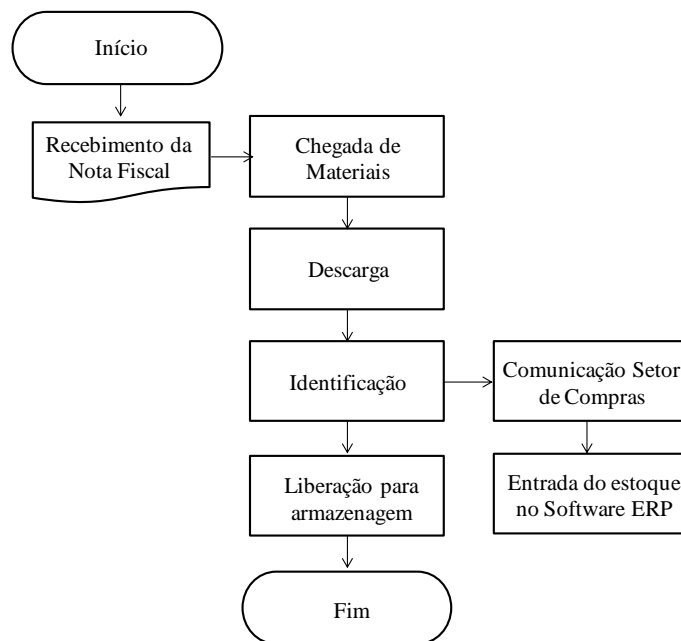 Início
Recebimento da
Nota Fiscal
Chegada de
Materiais
Descarga
Identificação
Comunicação Setor
de Compras
Liberação para
armazenagem
Entrada do estoque
no Software ERP
Fim